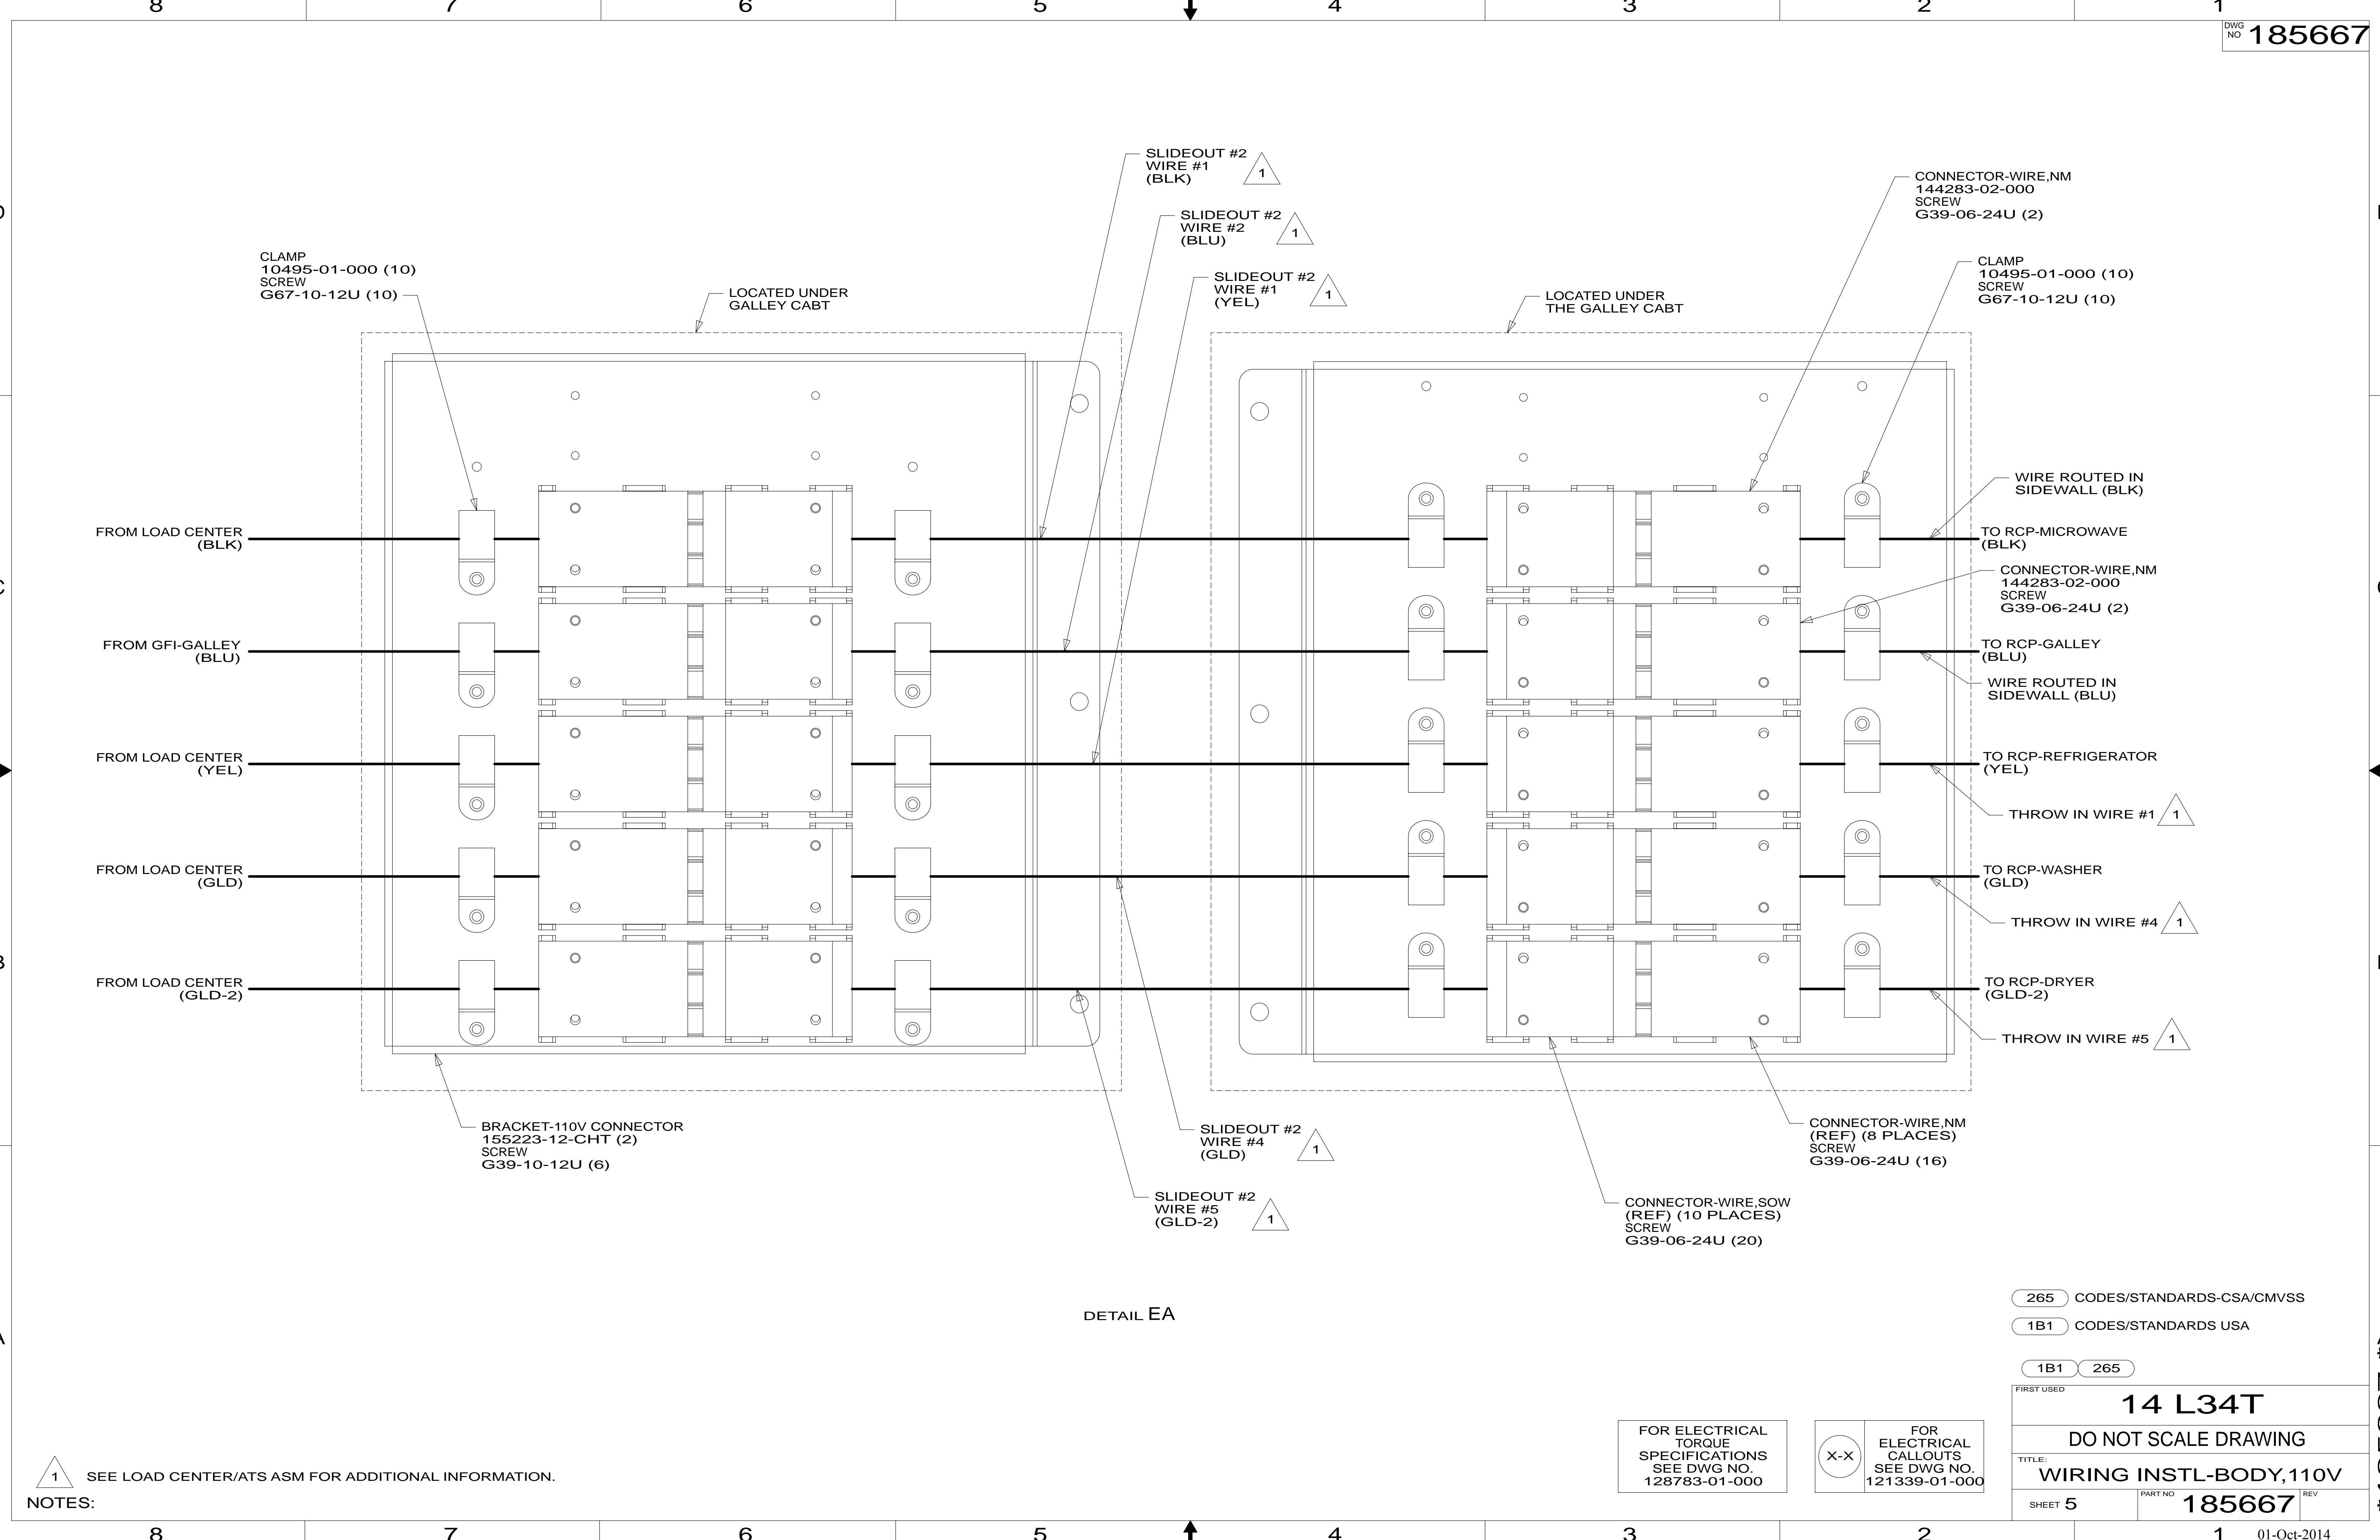 8 7 6 5 4 3 2 1
DWG
NO 185667
SLIDEOUT #2
WIRE #1
(BLK)
1
SLIDEOUT #2
WIRE #2
(BLU)
1
SLIDEOUT #2
WIRE #1
(YEL)
1
CONNECTOR-WIRE,NM
144283-02-000
SCREW
G39-06-24U (2)
CLAMP
10495-01-000 (10)
SCREW
G67-10-12U (10)
LOCATED UNDER
GALLEY CABT
LOCATED UNDER
THE GALLEY CABT
CLAMP
10495-01-000 (10)
SCREW
G67-10-12U (10)
WIRE ROUTED IN
SIDEWALL (BLK)
FROM LOAD CENTER
(BLK)
TO RCP-MICROWAVE
(BLK)
CONNECTOR-WIRE,NM
144283-02-000
SCREW
G39-06-24U (2)
FROM GFI-GALLEY
(BLU)
TO RCP-GALLEY
(BLU)
WIRE ROUTED IN
SIDEWALL (BLU)
FROM LOAD CENTER
(YEL)
TO RCP-REFRIGERATOR
(YEL)
THROW IN WIRE #1
1
FROM LOAD CENTER
(GLD)
TO RCP-WASHER
(GLD)
THROW IN WIRE #4
1
FROM LOAD CENTER
(GLD-2)
TO RCP-DRYER
(GLD-2)
THROW IN WIRE #5
1
BRACKET-110V CONNECTOR
155223-12-CHT (2)
SCREW
G39-10-12U (6)
SLIDEOUT #2
WIRE #4
(GLD)
1
SLIDEOUT #2
WIRE #5
(GLD-2)
1
CONNECTOR-WIRE,NM
(REF) (8 PLACES)
SCREW
G39-06-24U (16)
CONNECTOR-WIRE,SOW
(REF) (10 PLACES)
SCREW
G39-06-24U (20)
DETAIL EA
265 CODES/STANDARDS-CSA/CMVSS
1B1 CODES/STANDARDS USA
1B1 265
FIRST USED
14 L34T
DO NOT SCALE DRAWING
TITLE:
WIRING INSTL-BODY,110V
SHEET 5
PART NO 185667
REV
FOR ELECTRICAL
TORQUE
SPECIFICATIONS
SEE DWG NO.
128783-01-000
X-X
FOR
ELECTRICAL
CALLOUTS
SEE DWG NO.
121339-01-000
1 SEE LOAD CENTER/ATS ASM FOR ADDITIONAL INFORMATION.
NOTES:
8 7 6 5 4 3 2 1
01-Oct-2014